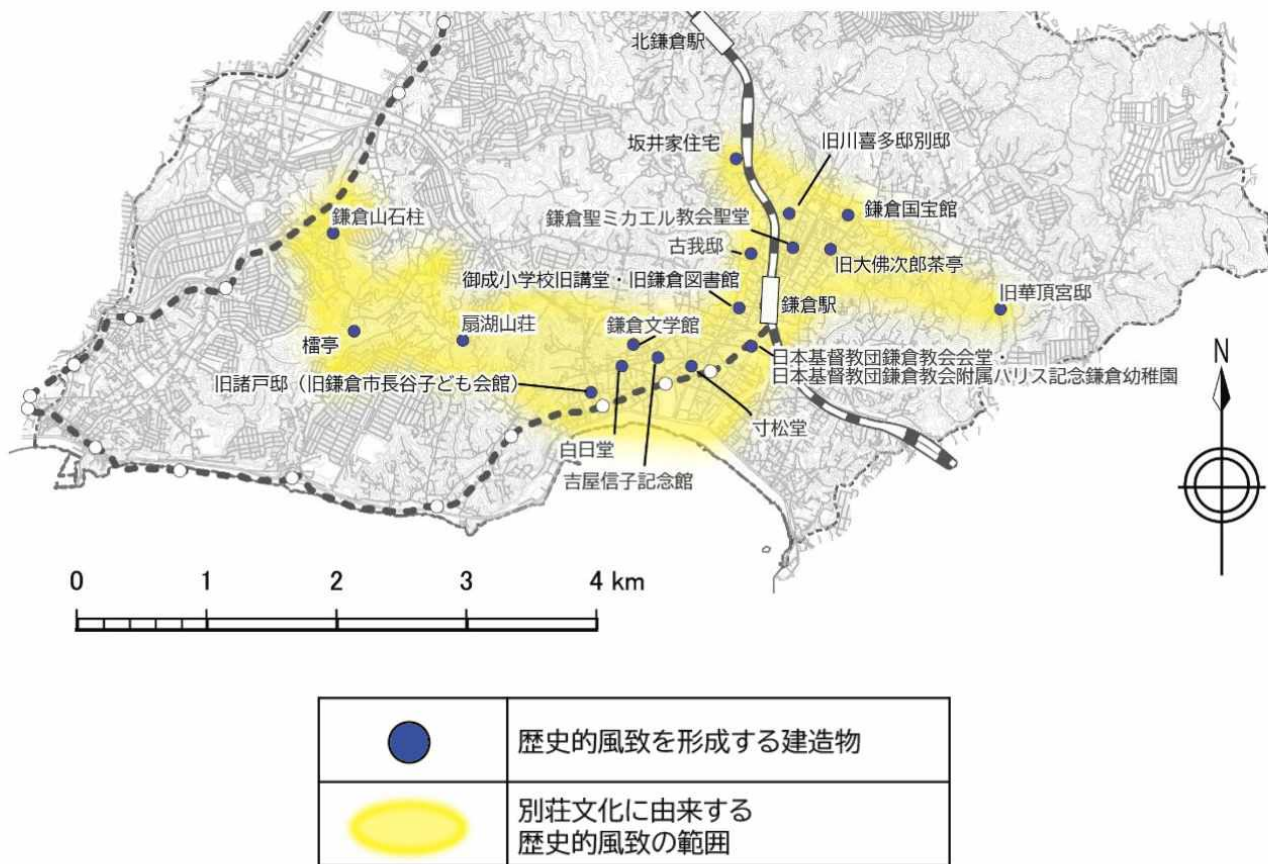 北鎌倉駅
坂井家住宅
旧川喜多邸別邸
鎌倉山石柱
鎌倉聖ミカエル教会聖堂
鎌倉国宝館
古我邸
旧大佛次郎茶亭
御成小学校旧講堂・旧鎌倉図書館
鎌倉駅
旧華頂宮邸
扇湖山荘
鎌倉文学館
檑亭
日本基督教団鎌倉教会会堂・
日本基督教団鎌倉教会附属ハリス記念鎌倉幼稚園
旧諸戸邸（旧鎌倉市長谷子ども会館）
寸松堂
白日堂
吉屋信子記念館
N
0 1 2 3 4 km
歴史的風致を形成する建造物
別荘文化に由来する
歴史的風致の範囲